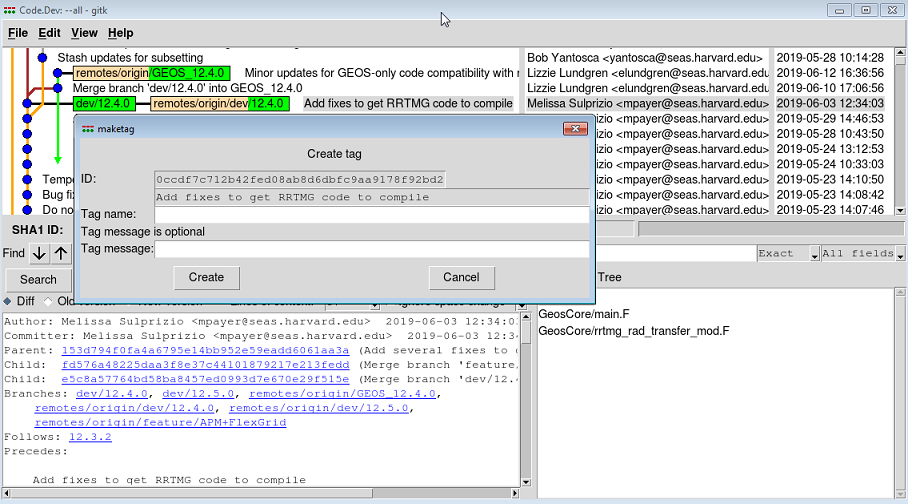 Code.Dev: --all - gitk
File Edit View Help
Stash updates for subsetting
Bob Yantosca <yantosca@seas.harvard.edu> 2019-05-28 10:14:28
remotes/origin/GEOS_12.4.0 Minor updates for GEOS-only code compatibility with
Lizzie Lundgren <elundgren@seas.harvard.edu 2019-06-12 16:36:56
Merge branch 'dev/12.4.0' into GEOS_12.4.0
Lizzie Lundgren <elundgren@seas.harvard.edu 2019-06-10 17:06:56
dev/12.4.0 remotes/origin/dev/12.4.0 Add fixes to get RRTMG code to compile
Melissa Sulprizio <mpayer@seas.harvard.edu> 2019-06-03 12:34:03
izio <mpayer@seas.harvard.edu> 2019-05-29 14:46:53
izio <mpayer@seas.harvard.edu> 2019-05-28 10:43:50
izio <mpayer@seas.harvard.edu> 2019-05-24 13:12:53
izio <mpayer@seas.harvard.edu> 2019-05-24 10:33:03
Tempo
izio <mpayer@seas.harvard.edu> 2019-05-23 14:10:50
Bug fi
izio <mpayer@seas.harvard.edu> 2019-05-23 14:08:42
Do no
izio <mpayer@seas.harvard.edu> 2019-05-23 14:07:46
maketag
Create tag
ID: 0ccdf7c712b42fed08ab8d6dbfc9aa9178f92bd2
Add fixes to get RRTMG code to compile
Tag name:
Tag message is optional
Tag message:
Create Cancel
SHA1 ID:
Find
Exact All fields
Search
Tree
Diff
Author: Melissa Sulprizio <mpayer@seas.harvard.edu> 2019-06-03 12:34:0
Committer: Melissa Sulprizio <mpayer@seas.harvard.edu> 2019-06-03 12:3
Parent: 153d794f0fa4a6795e14bb952e59eadd6061aa3a (Add several fixes to
Child: fd576a48225daa3f8e37c44101879217e213fedd (Merge branch 'feature
Child: e5c8a57764bd58ba8457ed0993d7e670e29f515e (Merge branch 'dev/12.
Branches: dev/12.4.0, dev/12.5.0, remotes/origin/GEOS_12.4.0,
remotes/origin/dev/12.4.0, remotes/origin/dev/12.5.0,
remotes/origin/feature/APM+FlexGrid
Follows: 12.3.2
Precedes:
Add fixes to get RRTMG code to compile
GeosCore/main.F
GeosCore/rrtmg_rad_transfer_mod.F